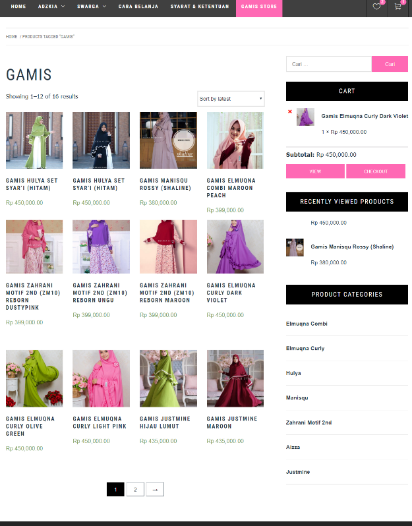 HOME ADZKIA SWARGA CARA BELANJA SYARAT & KETENTUAN GAMIS STORE
HOME / PRODUCTS TAGGED "GAMIS"
GAMIS
Showing 1–12 of 16 results
Sort by latest
GAMIS HULYA SET
SYAR'I (HITAM)
Rp 450,000.00
GAMIS HULYA SET
SYAR'I (HITAM)
Rp 450,000.00
GAMIS MANISQU
ROSSY (SHALINE)
Rp 380,000.00
GAMIS ELMUQNA
COMBI MAROON
PEACH
Rp 399,000.00
GAMIS ZAHRANI
MOTIF 2ND (ZM10)
REBORN
DUSTYPINK
Rp 399,000.00
GAMIS ZAHRANI
MOTIF 2ND (ZM10)
REBORN UNGU
Rp 399,000.00
GAMIS ZAHRANI
MOTIF 2ND (ZM10)
REBORN MAROON
Rp 399,000.00
GAMIS ELMUQNA
CURLY DARK
VIOLET
Rp 450,000.00
GAMIS ELMUQNA
CURLY OLIVE
GREEN
Rp 450,000.00
GAMIS ELMUQNA
CURLY LIGHT PINK
Rp 450,000.00
GAMIS JUSTMINE
HIJAU LUMUT
Rp 435,000.00
GAMIS JUSTMINE
MAROON
Rp 435,000.00
1 2 →
Cari ... Cari
CART
× Gamis Elmuqna Curly Dark Violet
1 × Rp 450,000.00
Subtotal: Rp 450,000.00
RECENTLY VIEWED PRODUCTS
Rp 450,000.00
Gamis Manisqu Rossy (Shaline)
Rp 380,000.00
PRODUCT CATEGORIES
Elmuqna Combi
Elmuqna Curly
Hulya
Manisqu
Zahrani Motif 2nd
Aizza
Justmine